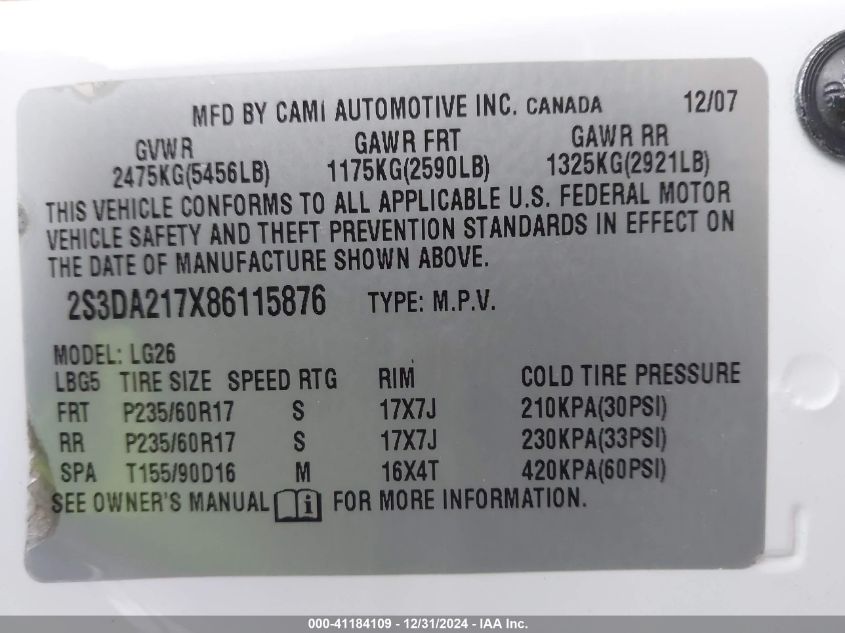 MFD BY CAMI AUTOMOTIVE INC. CANADA 12/07
GVWR GAWR FRT GAWR RR
2475KG(5456LB) 1175KG(2590LB) 1325KG(2921LB)
THIS VEHICLE CONFORMS TO ALL APPLICABLE U.S. FEDERAL MOTOR
VEHICLE SAFETY AND THEFT PREVENTION STANDARDS IN EFFECT ON
THE DATE OF MANUFACTURE SHOWN ABOVE.
2S3DA217X86115876 TYPE: M.P.V.
MODEL: LG26
LBG5 TIRE SIZE SPEED RTG RIM COLD TIRE PRESSURE
FRT P235/60R17 S 17X7J 210KPA(30PSI)
RR P235/60R17 S 17X7J 230KPA(33PSI)
SPA T155/90D16 M 16X4T 420KPA(60PSI)
SEE OWNER'S MANUAL i FOR MORE INFORMATION.
000-41184109 - 12/31/2024 - IAA Inc.